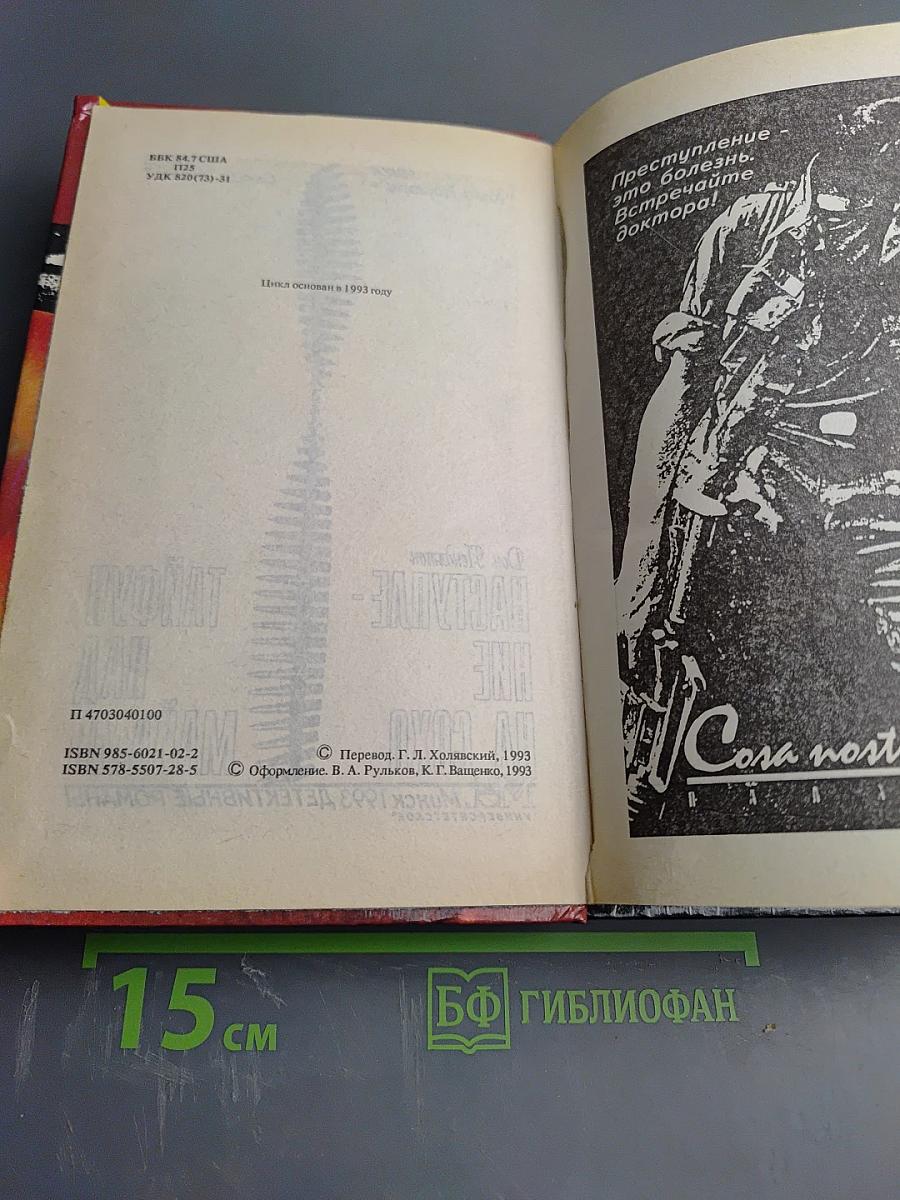 ББК 84.7 США
П25
УДК 820(73)-31
Цикл основан в 1993 году
П 4703040100
ISBN 985-6021-02-2
ISBN 578-5507-28-5
© Перевод. Г. Л. Холявский, 1993
© Оформление. В. А. Рульков, К. Г. Ващенко, 1993
Преступление -
это болезнь.
Встречайте
доктора!
Cosa nost
П А Л А
15 см
БФ ГИБЛИОФАН